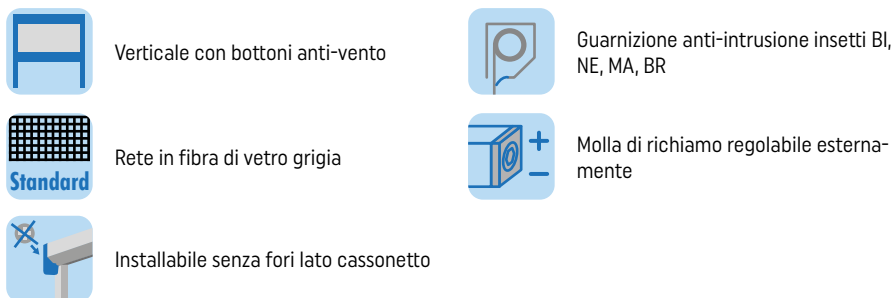 Verticale con bottoni anti-vento
Standard
Rete in fibra di vetro grigia
Installabile senza fori lato cassonetto
Guarnizione anti-intrusione insetti BI,
NE, MA, BR
+
−
Molla di richiamo regolabile esterna-
mente